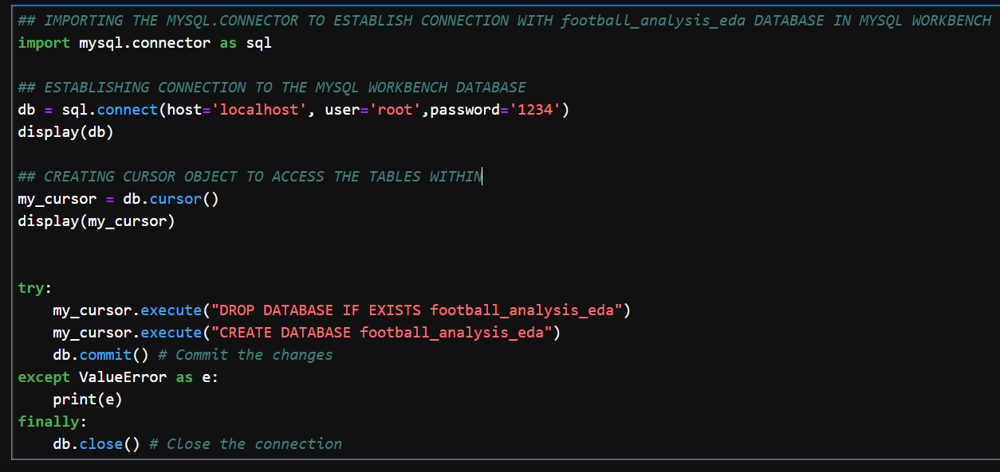 ## IMPORTING THE MYSQL.CONNECTOR TO ESTABLISH CONNECTION WITH football_analysis_eda DATABASE IN MYSQL WORKBENCH
import mysql.connector as sql

## ESTABLISHING CONNECTION TO THE MYSQL WORKBENCH DATABASE
db = sql.connect(host='localhost', user='root',password='1234')
display(db)

## CREATING CURSOR OBJECT TO ACCESS THE TABLES WITHIN
my_cursor = db.cursor()
display(my_cursor)


try:
    my_cursor.execute("DROP DATABASE IF EXISTS football_analysis_eda")
    my_cursor.execute("CREATE DATABASE football_analysis_eda")
    db.commit() # Commit the changes
except ValueError as e:
    print(e)
finally:
    db.close() # Close the connection